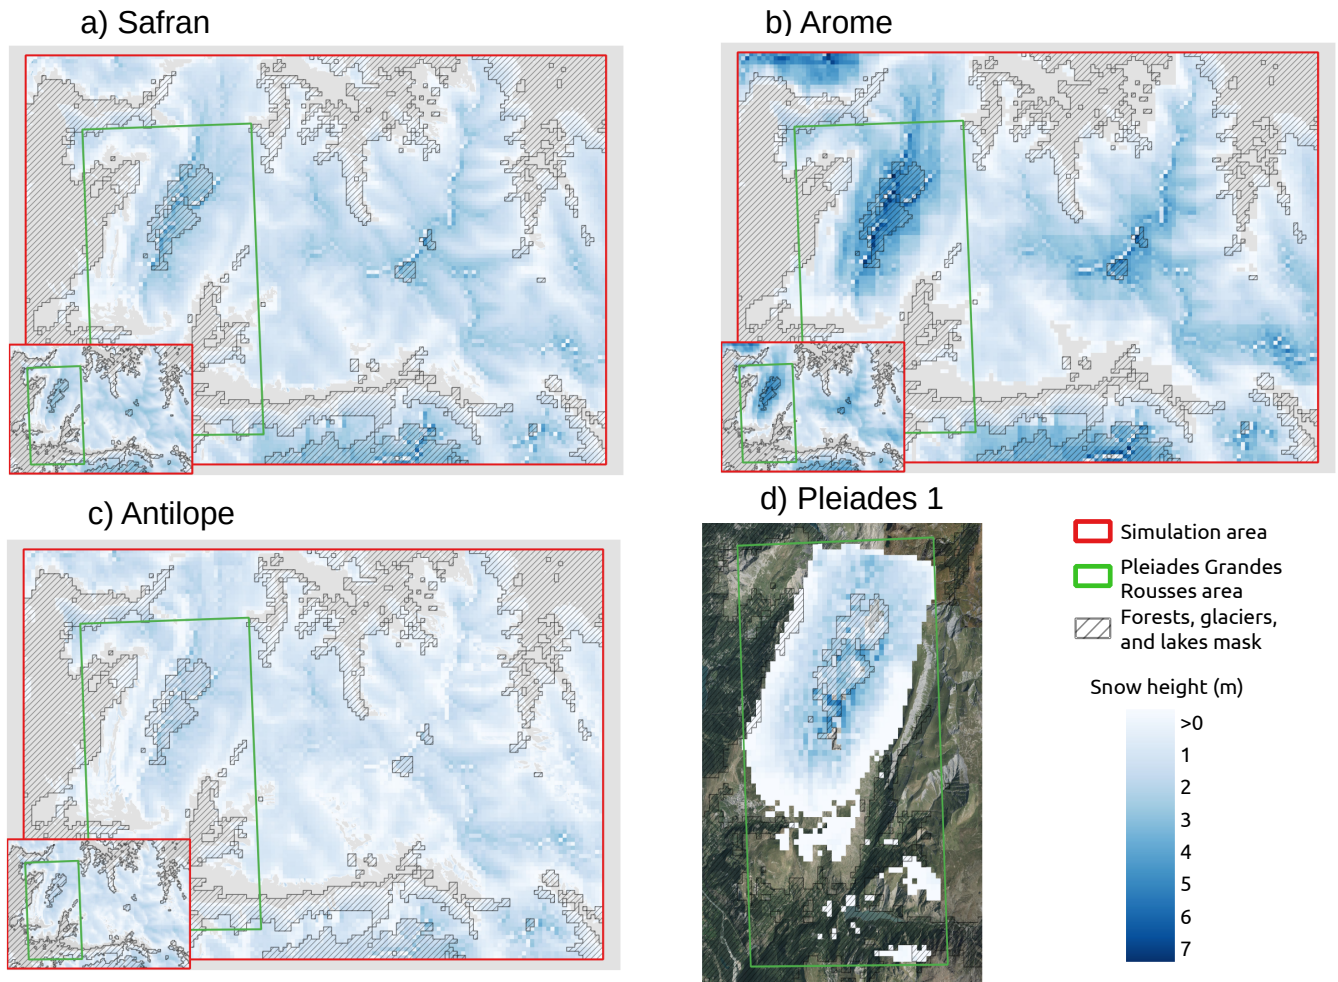 a) Safran
b) Arome
c) Antilope
d) Pleiades 1
Simulation area
Pleiades Grandes
Rousses area
Forests, glaciers,
and lakes mask
Snow height (m)
>0
1
2
3
4
5
6
7